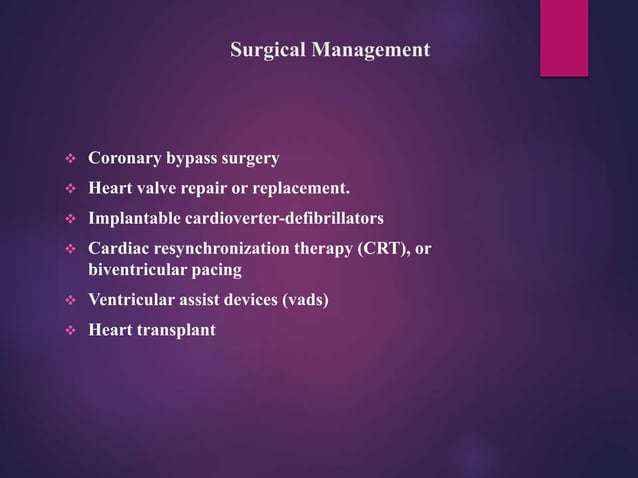 Surgical Management
❖ Coronary bypass surgery
❖ Heart valve repair or replacement.
❖ Implantable cardioverter-defibrillators
❖ Cardiac resynchronization therapy (CRT), or
biventricular pacing
❖ Ventricular assist devices (vads)
❖ Heart transplant